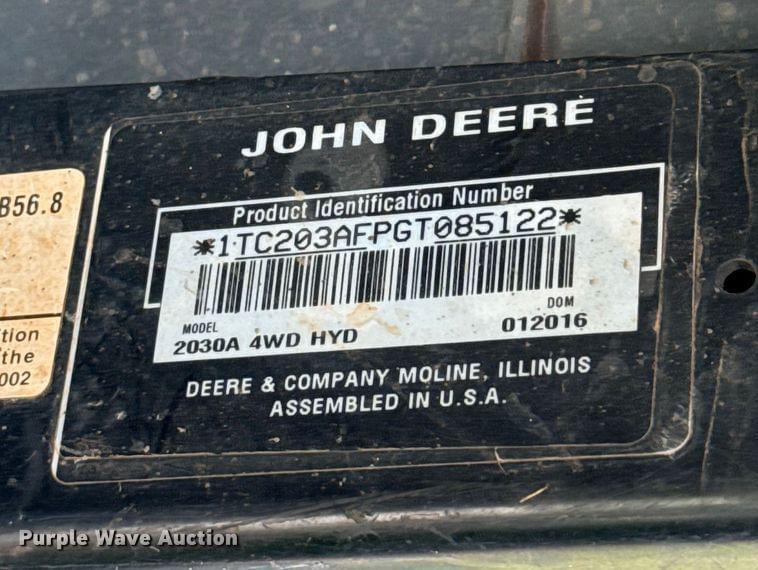 JOHN DEERE
Product Identification Number
*1TC203AFPGT085122*
MODEL
DOM
2030A 4WD HYD
012016
DEERE & COMPANY MOLINE, ILLINOIS
ASSEMBLED IN U.S.A.
B56.8
ition
the
002
Purple Wave Auction